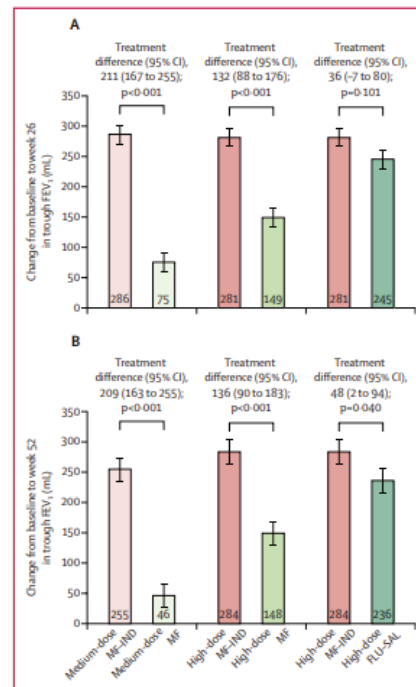 A
Treatment difference (95% CI), 211 (167 to 255); p<0·001
Treatment difference (95% CI), 132 (88 to 176); p<0·001
Treatment difference (95% CI), 36 (–7 to 80); p=0·101
Change from baseline to week 26
in trough FEV₁ (mL)
350
300
250
200
150
100
50
0
286
75
281
149
281
245
B
Treatment difference (95% CI), 209 (163 to 255); p<0·001
Treatment difference (95% CI), 136 (90 to 183); p<0·001
Treatment difference (95% CI), 48 (2 to 94); p=0·040
Change from baseline to week 52
in trough FEV₁ (mL)
350
300
250
200
150
100
50
0
255
46
284
148
284
236
Medium-dose
MF–IND
Medium-dose
MF
High-dose
MF–IND
High-dose
MF
High-dose
MF–IND
High-dose
FLU–SAL